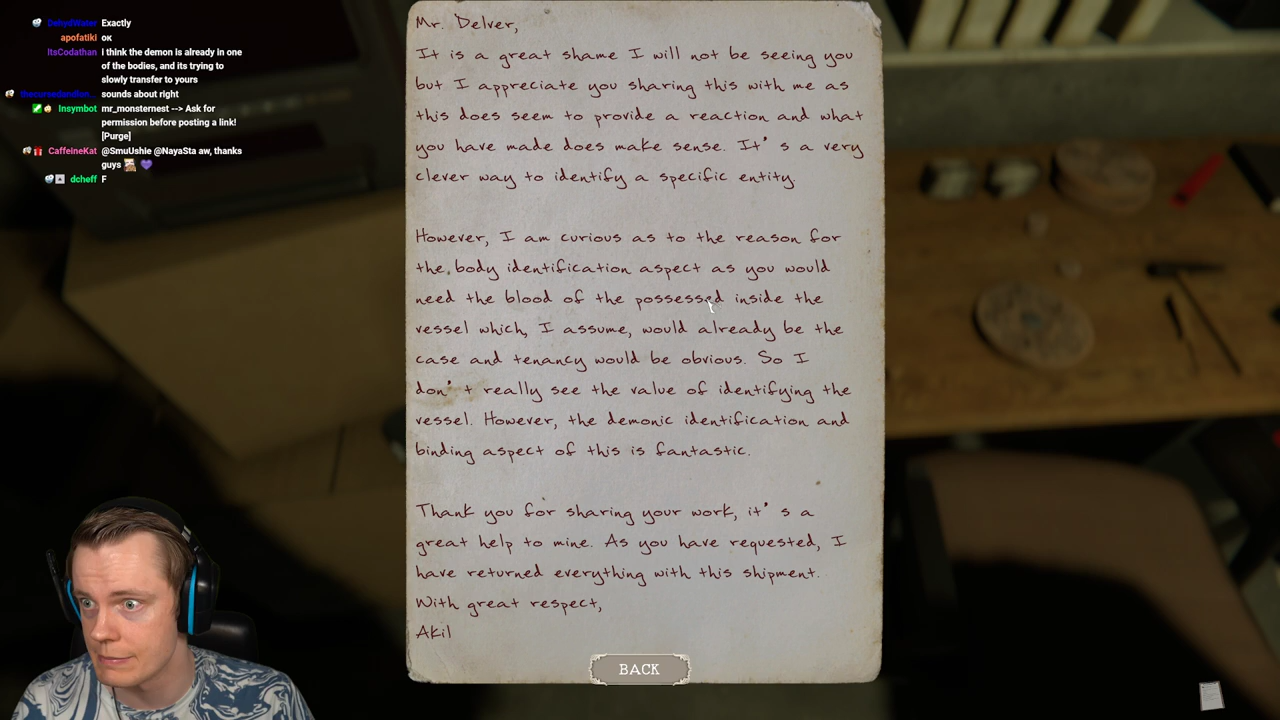 DehydWater Exactly
apofatiki ok
ItsCodathan i think the demon is already in one
of the bodies, and its trying to
slowly transfer to yours
sounds about right
Insymbot mr_monsternest --> Ask for
permission before posting a link!
[Purge]
CaffeineKat @SmuUshie @NayaSta aw, thanks
guys
dcheff F
Mr. Delver,
It is a great shame I will not be seeing you
but I appreciate you sharing this with me as
this does seem to provide a reaction and what
you have made does make sense. It's a very
clever way to identify a specific entity.
However, I am curious as to the reason for
the body identification aspect as you would
need the blood of the possessed inside the
vessel which, I assume, would already be the
case and tenancy would be obvious. So I
don't really see the value of identifying the
vessel. However, the demonic identification and
binding aspect of this is fantastic.
Thank you for sharing your work, it's a
great help to mine. As you have requested, I
have returned everything with this shipment.
With great respect,
Akil
BACK